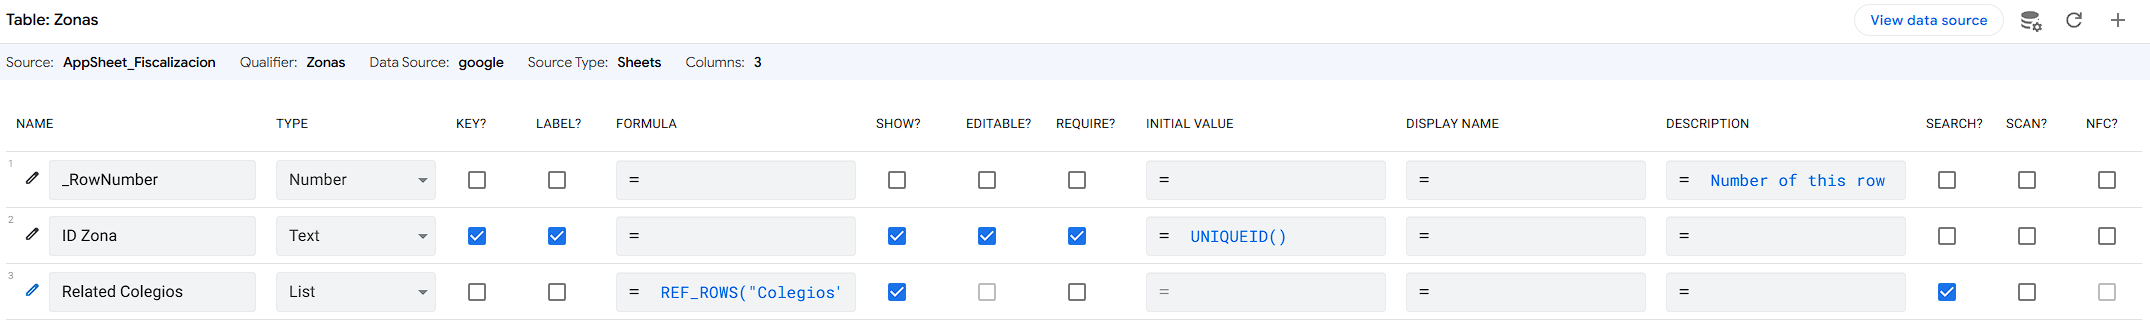 Table: Zonas
View data source
Source: AppSheet_Fiscalizacion Qualifier: Zonas Data Source: google Source Type: Sheets Columns: 3
NAME TYPE KEY? LABEL? FORMULA SHOW? EDITABLE? REQUIRE? INITIAL VALUE DISPLAY NAME DESCRIPTION SEARCH? SCAN? NFC?
1 _RowNumber Number = = = = Number of this row
2 ID Zona Text = = UNIQUEID() = =
3 Related Colegios List = REF_ROWS("Colegios" = = =